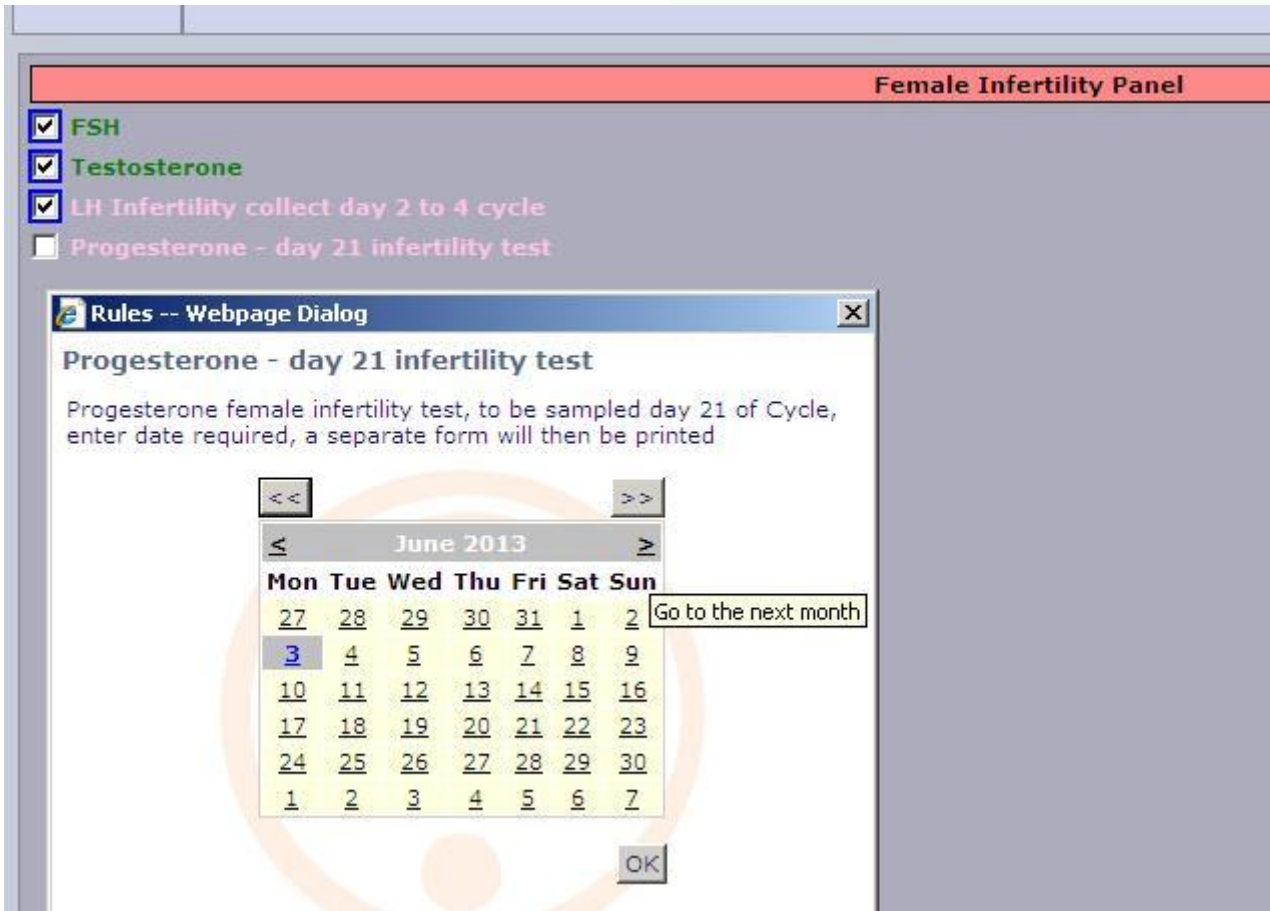 Female Infertility Panel
FSH
Testosterone
LH Infertility collect day 2 to 4 cycle
Progesterone - day 21 infertility test
Rules -- Webpage Dialog
Progesterone - day 21 infertility test
Progesterone female infertility test, to be sampled day 21 of Cycle,
enter date required, a separate form will then be printed
<< >>
< June 2013 >
Mon Tue Wed Thu Fri Sat Sun
27 28 29 30 31 1 2
Go to the next month
3 4 5 6 7 8 9
10 11 12 13 14 15 16
17 18 19 20 21 22 23
24 25 26 27 28 29 30
1 2 3 4 5 6 7
OK